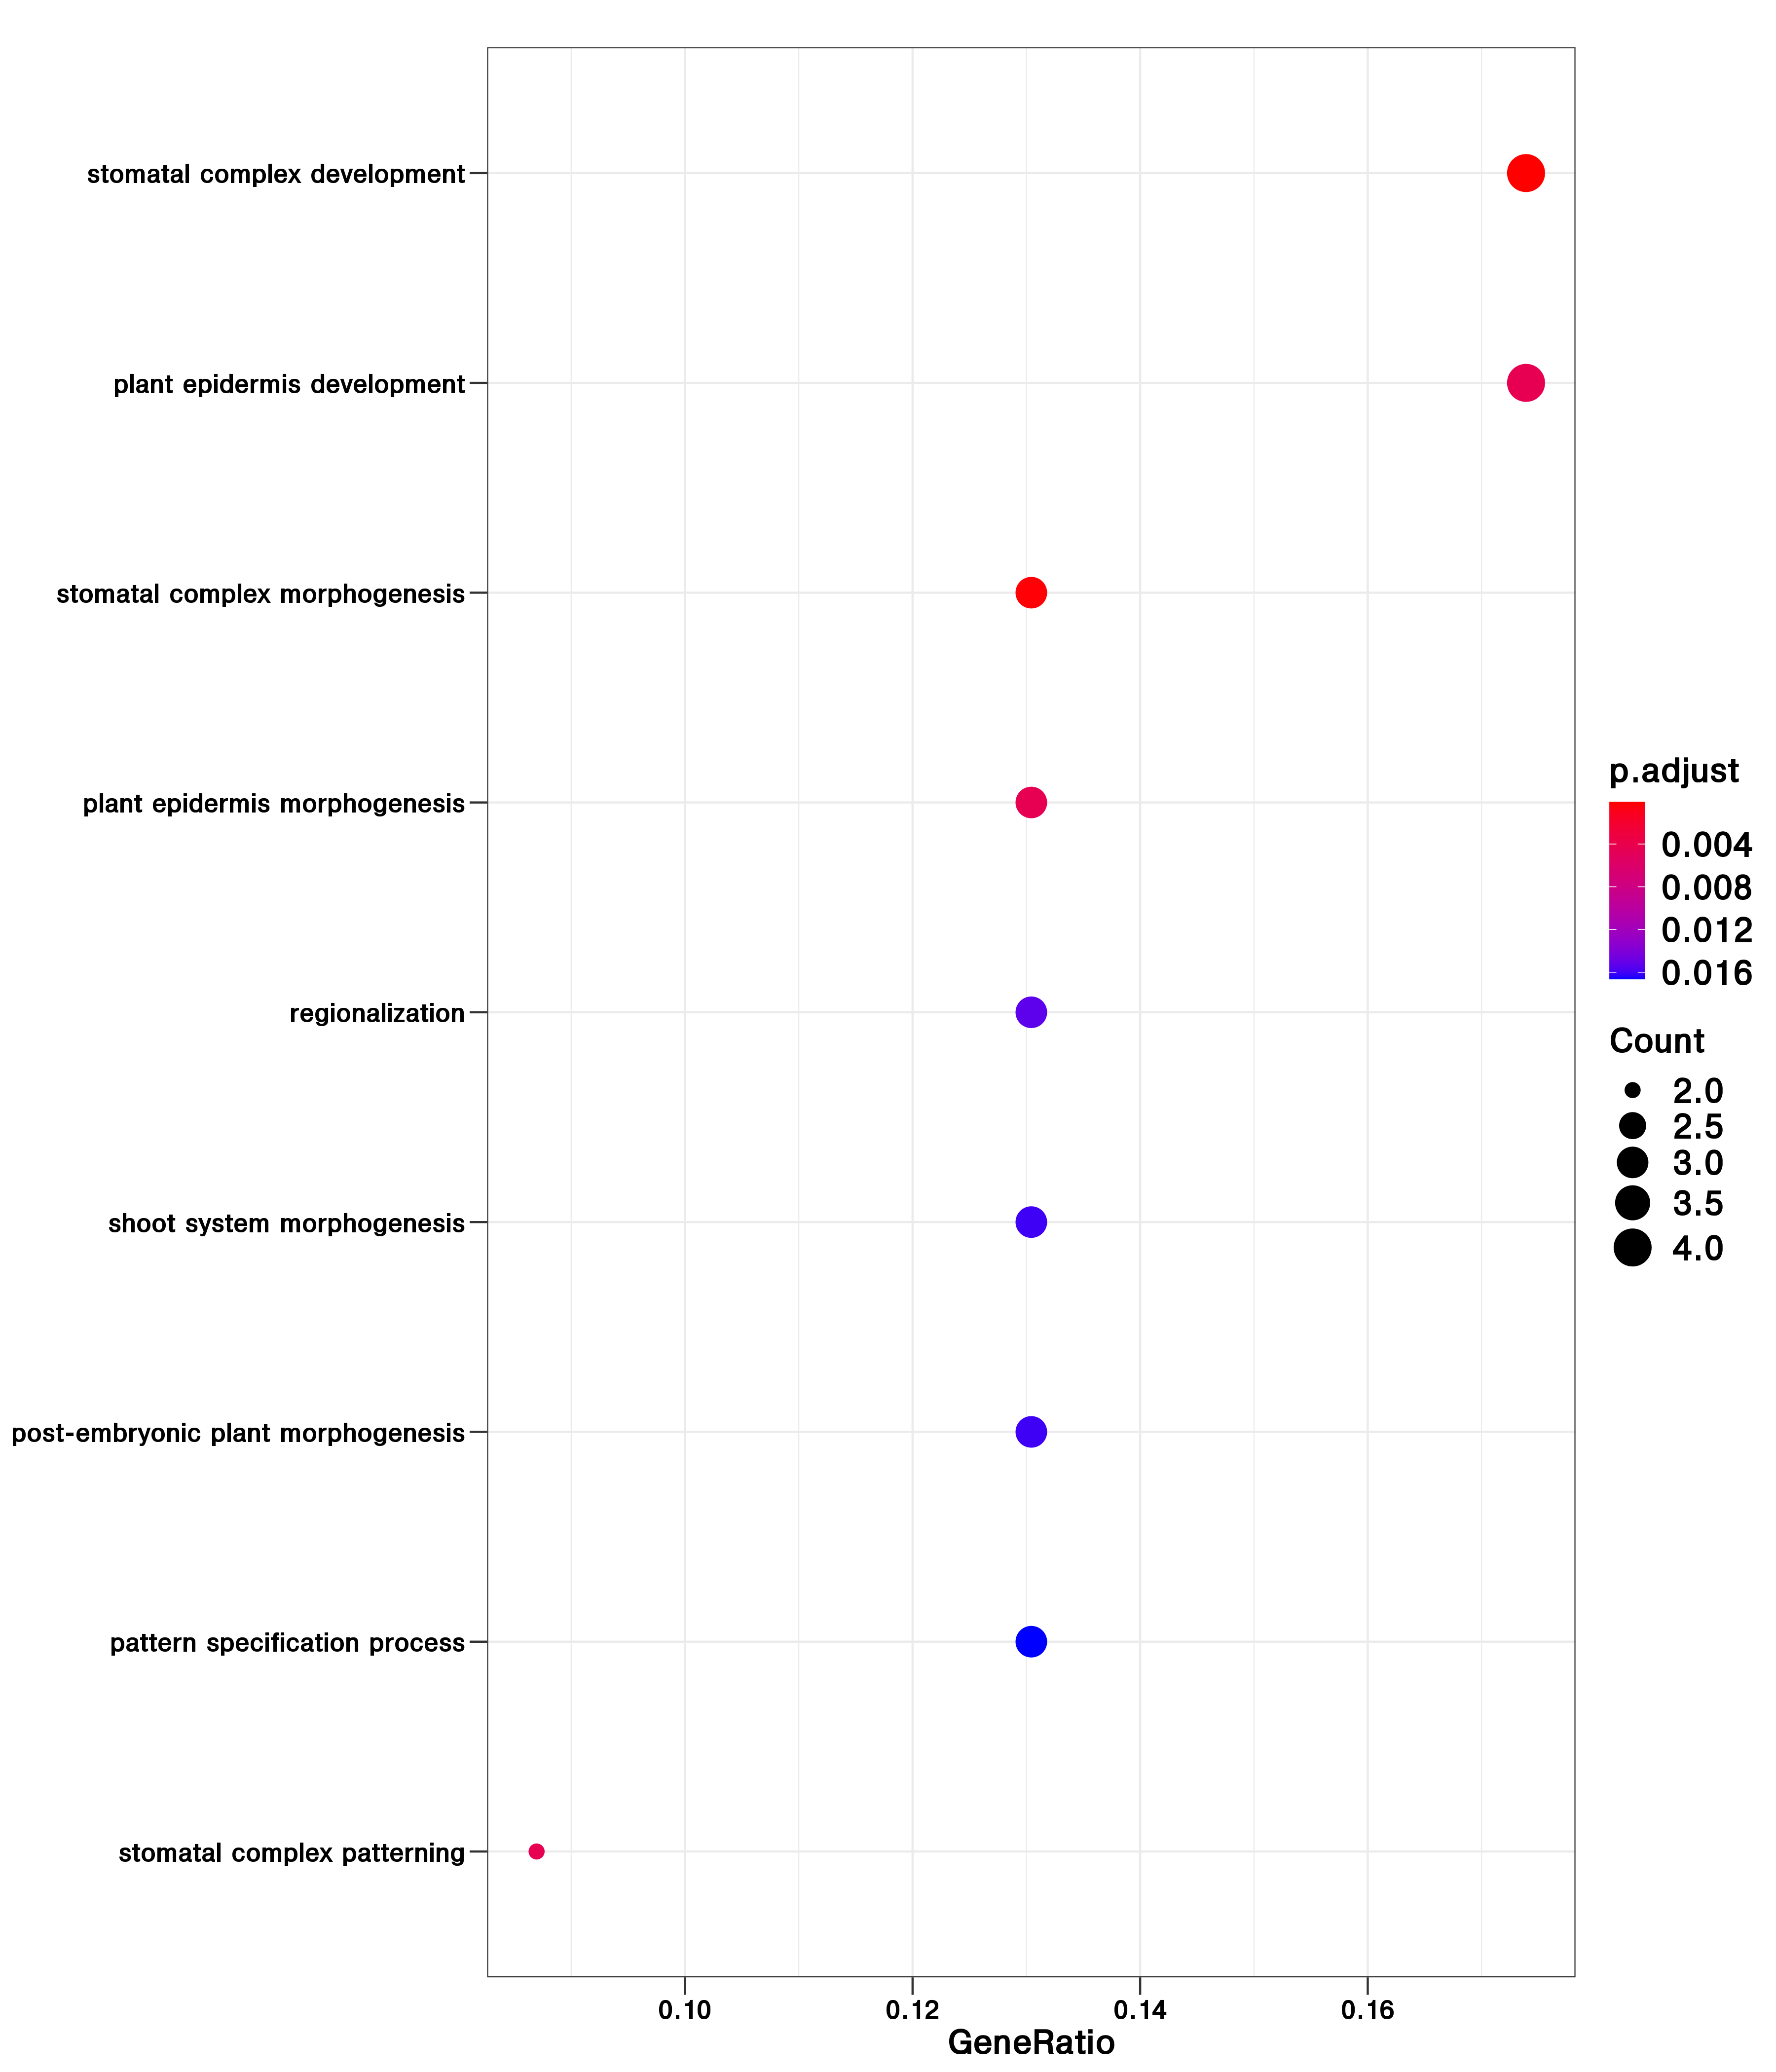 stomatal complex development
plant epidermis development
stomatal complex morphogenesis
plant epidermis morphogenesis
regionalization
shoot system morphogenesis
post-embryonic plant morphogenesis
pattern specification process
stomatal complex patterning
0.10 0.12 0.14 0.16
GeneRatio
p.adjust
0.004
0.008
0.012
0.016
Count
2.0
2.5
3.0
3.5
4.0